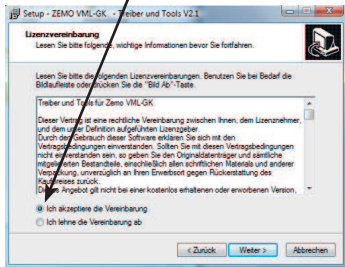 Setup - ZEMO VML-GK - Treiber und Tools V2.1
Lizenzvereinbarung
Lesen Sie bitte folgende, wichtige Informationen bevor Sie fortfahren.
Lesen Sie bitte die folgenden Lizenzvereinbarungen. Benutzen Sie bei Bedarf die
Bildlaufleiste oder drücken Sie die "Bild Ab"-Taste.
Treiber und Tools für Zemo VML-GK
Dieser Vertrag ist eine rechtliche Vereinbarung zwischen Ihnen, dem Lizenznehmer,
und dem unter Definition aufgeführten Lizenzgeber.
Durch den Gebrauch dieser Software erklären Sie sich mit den
Vertragsbedingungen einverstanden. Sollten Sie mit diesen Vertragsbedingungen
nicht einverstanden sein, so geben Sie den Originaldatenträger und sämtliche
mitgelieferten Bestandteile, einschließlich allen schriftlichen Materials und anderer
Verpackung, unverzüglich an Ihren Erwerbsort gegen Rückerstattung des
Kaufpreises zurück.
Dieses Angebot gilt nicht bei einer kostenlos erhaltenen oder erworbenen Version,
Ich akzeptiere die Vereinbarung
Ich lehne die Vereinbarung ab
< Zurück
Weiter >
Abbrechen